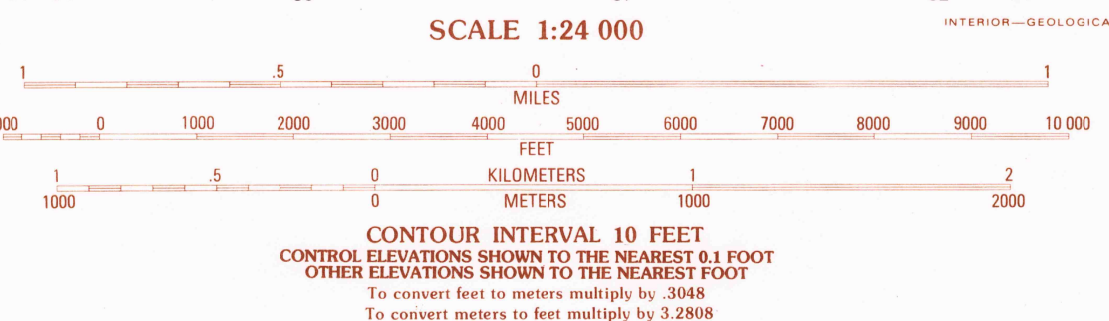 SCALE 1:24 000
INTERIOR—GEOLOGICA
1 .5 0 1
MILES
000 0 1000 2000 3000 4000 5000 6000 7000 8000 9000 10 000
FEET
1 .5 0 KILOMETERS 1 2
1000 0 METERS 1000 2000
CONTOUR INTERVAL 10 FEET
CONTROL ELEVATIONS SHOWN TO THE NEAREST 0.1 FOOT
OTHER ELEVATIONS SHOWN TO THE NEAREST FOOT
To convert feet to meters multiply by .3048
To convert meters to feet multiply by 3.2808